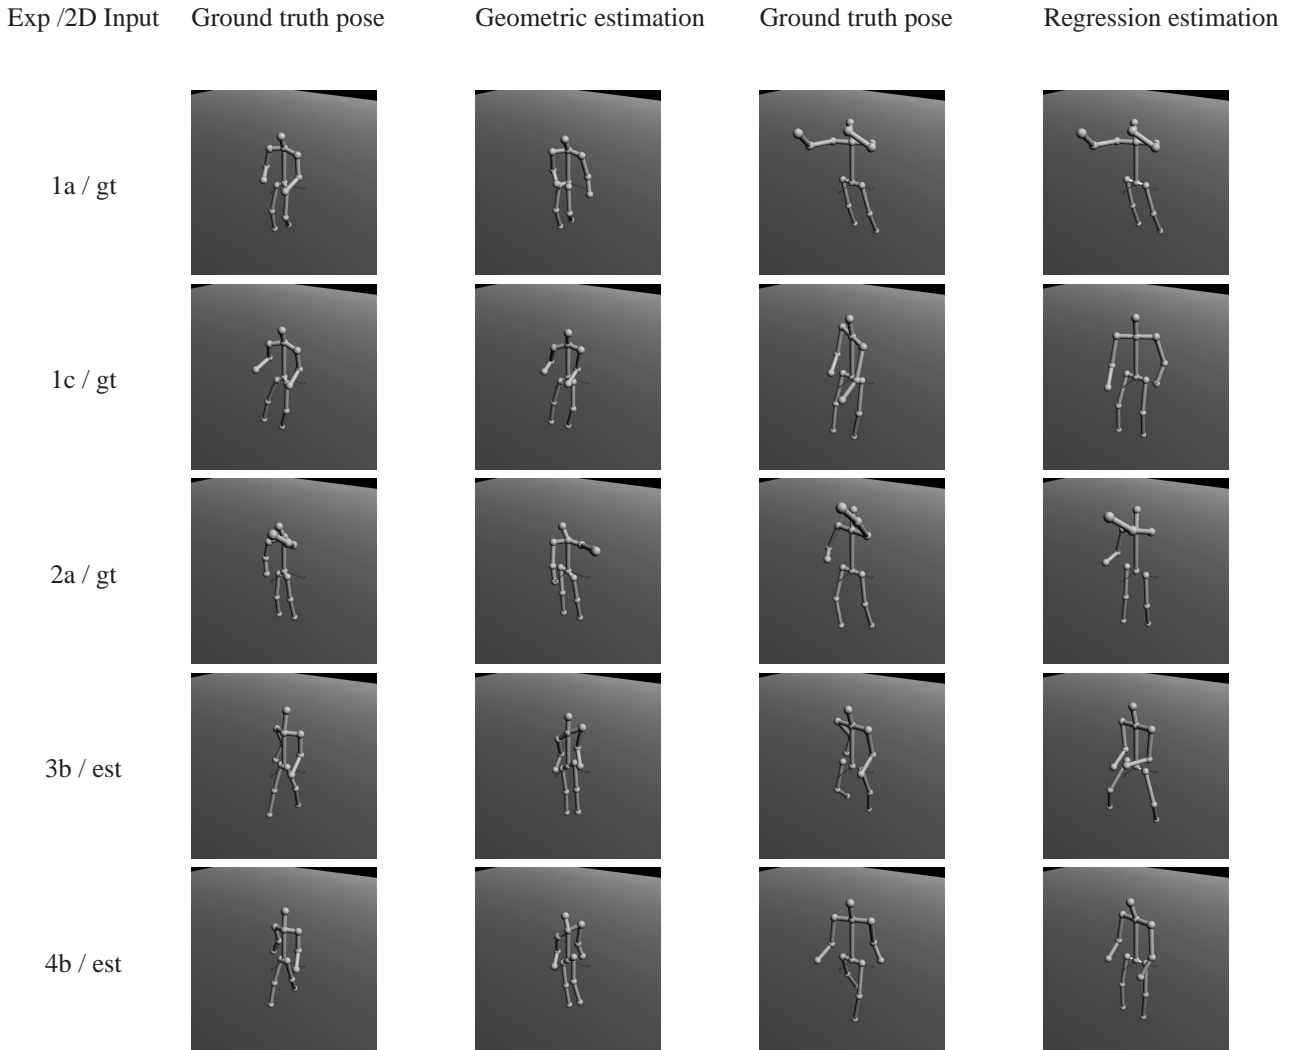 Exp /2D Input Ground truth pose Geometric estimation Ground truth pose Regression estimation
1a / gt
1c / gt
2a / gt
3b / est
4b / est